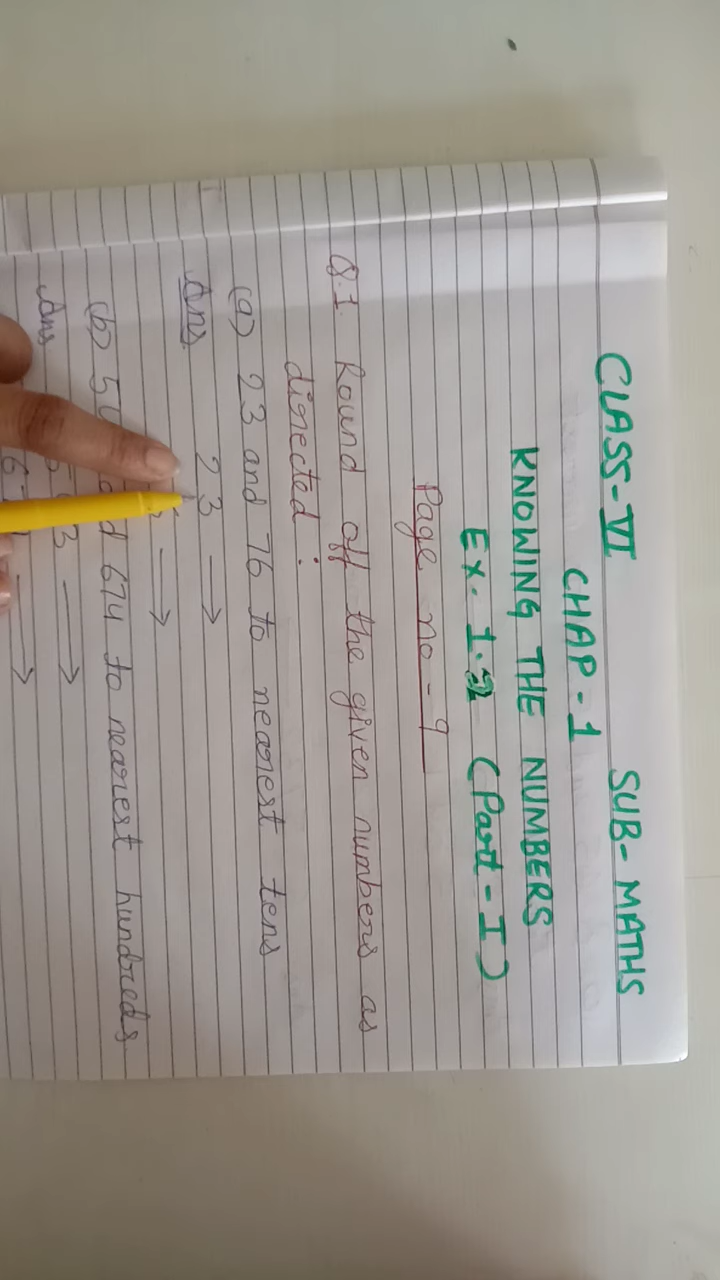 CLASS-VI SUB-MATHS
CHAP-1
KNOWING THE NUMBERS
Ex. 1.2 (Part-I)
Page no-9
Q.1 Round off the given numbers as
directed:
(a) 23 and 76 to nearest tens
Ans. 23 →
→
(b) 674 to nearest hundreds
Ans 3 →
→